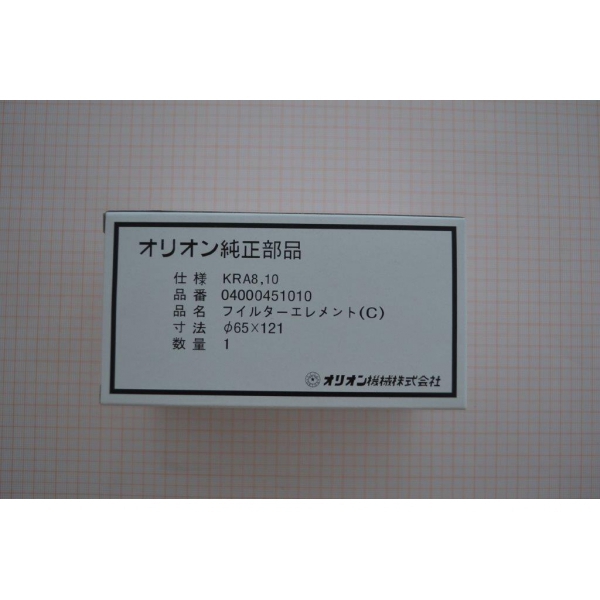 オリオン純正部品
仕様 KRA8,10
品番 04000451010
品名 フイルターエレメント(C)
寸法 φ65×121
数量 1
オリオン機械株式会社